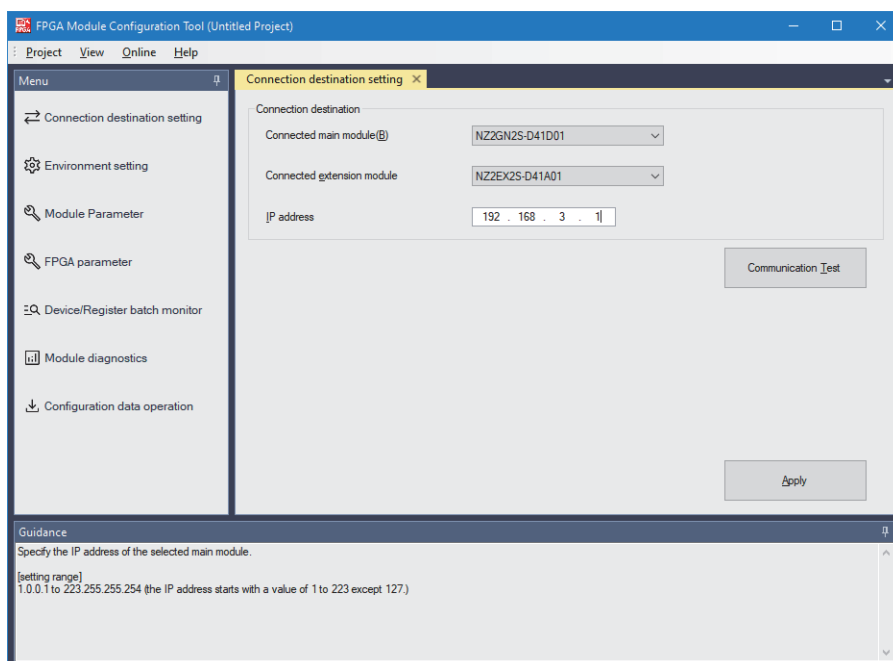 FPGA Module Configuration Tool (Untitled Project)
Project View Online Help
Menu
Connection destination setting
Environment setting
Module Parameter
FPGA parameter
Device/Register batch monitor
Module diagnostics
Configuration data operation
Connection destination setting
Connection destination
Connected main module(B) NZ2GN2S-D41D01
Connected extension module NZ2EX2S-D41A01
IP address 192 . 168 . 3 . 1
Communication Test
Apply
Guidance
Specify the IP address of the selected main module.
[setting range]
1.0.0.1 to 223.255.255.254 (the IP address starts with a value of 1 to 223 except 127.)